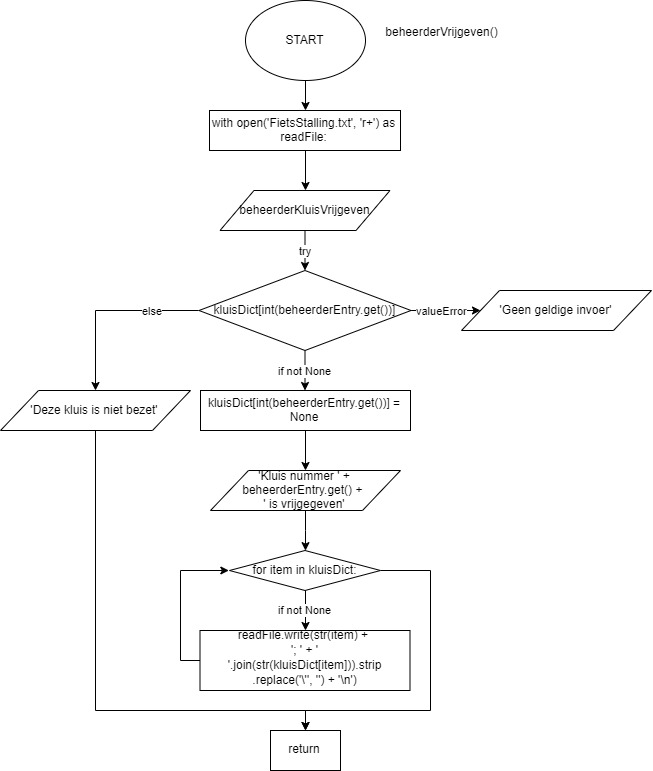 START
beheerderVrijgeven()
with open('FietsStalling.txt', 'r+') as
readFile:
beheerderKluisVrijgeven
try
kluisDict[int(beheerderEntry.get())]
else
valueError
'Geen geldige invoer'
if not None
'Deze kluis is niet bezet'
kluisDict[int(beheerderEntry.get())] =
None
'Kluis nummer ' +
beheerderEntry.get() +
' is vrijgegeven'
for item in kluisDict:
if not None
readFile.write(str(item) +
'; ' + '
'.join(str(kluisDict[item])).strip
.replace('\'', '') + '\n')
return